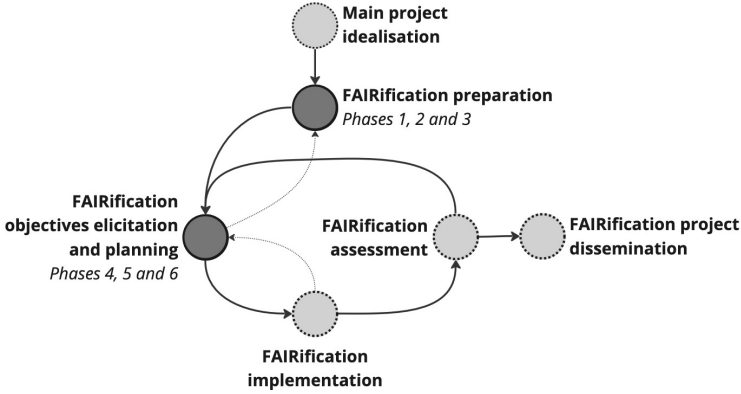 Main project
idealisation
FAIRification preparation
Phases 1, 2 and 3
FAIRification
objectives elicitation
and planning
Phases 4, 5 and 6
FAIRification
assessment
FAIRification project
dissemination
FAIRification
implementation